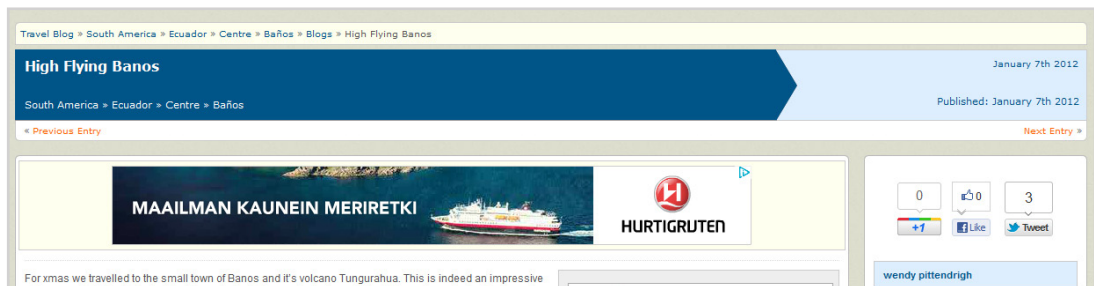 Travel Blog » South America » Ecuador » Centre » Baños » Blogs » High Flying Banos
High Flying Banos
January 7th 2012
South America » Ecuador » Centre » Baños
Published: January 7th 2012
« Previous Entry
Next Entry »
MAAILMAN KAUNEIN MERIRETKI
HURTIGRUTEN
0
0
3
+1
Like
Tweet
For xmas we travelled to the small town of Banos and it's volcano Tungurahua. This is indeed an impressive
wendy pittendrigh